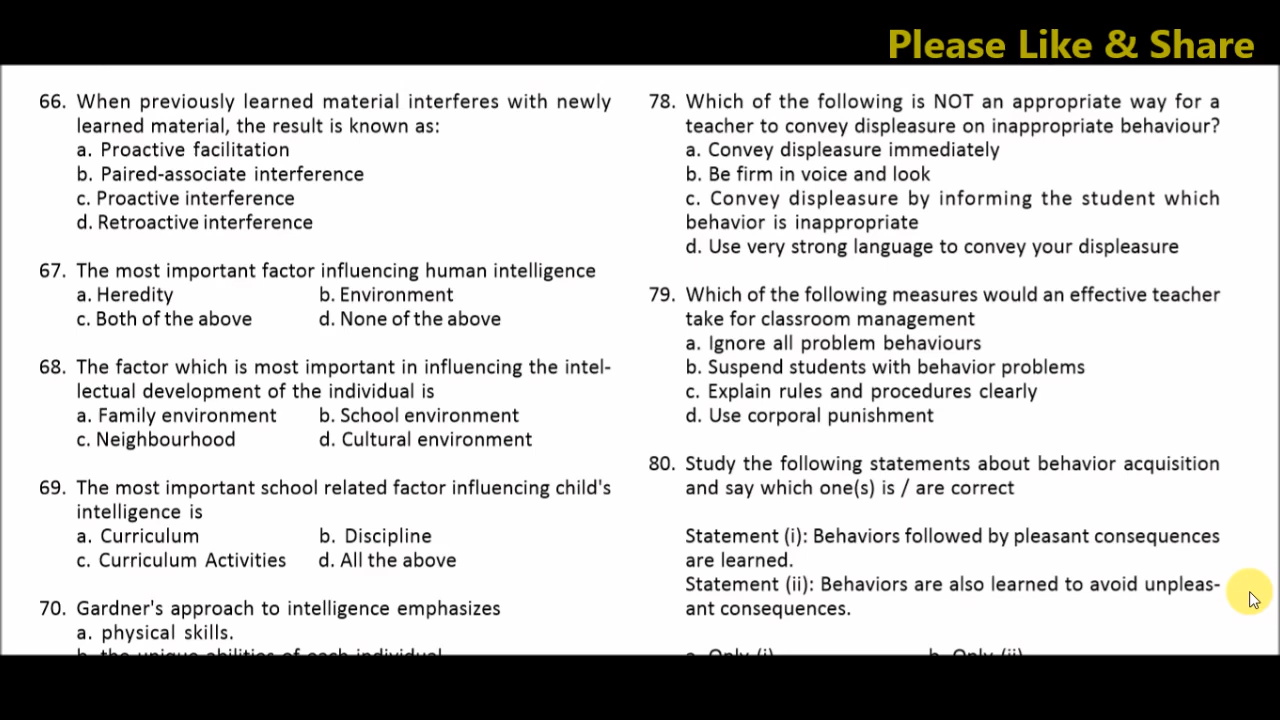 Please Like & Share
66. When previously learned material interferes with newly
learned material, the result is known as:
a. Proactive facilitation
b. Paired-associate interference
c. Proactive interference
d. Retroactive interference
67. The most important factor influencing human intelligence
a. Heredity b. Environment
c. Both of the above d. None of the above
68. The factor which is most important in influencing the intel-
lectual development of the individual is
a. Family environment b. School environment
c. Neighbourhood d. Cultural environment
69. The most important school related factor influencing child's
intelligence is
a. Curriculum b. Discipline
c. Curriculum Activities d. All the above
70. Gardner's approach to intelligence emphasizes
a. physical skills.
b. the unique abilities of each individual
78. Which of the following is NOT an appropriate way for a
teacher to convey displeasure on inappropriate behaviour?
a. Convey displeasure immediately
b. Be firm in voice and look
c. Convey displeasure by informing the student which
behavior is inappropriate
d. Use very strong language to convey your displeasure
79. Which of the following measures would an effective teacher
take for classroom management
a. Ignore all problem behaviours
b. Suspend students with behavior problems
c. Explain rules and procedures clearly
d. Use corporal punishment
80. Study the following statements about behavior acquisition
and say which one(s) is / are correct
Statement (i): Behaviors followed by pleasant consequences
are learned.
Statement (ii): Behaviors are also learned to avoid unpleas-
ant consequences.
a. Only (i) b. Only (ii)